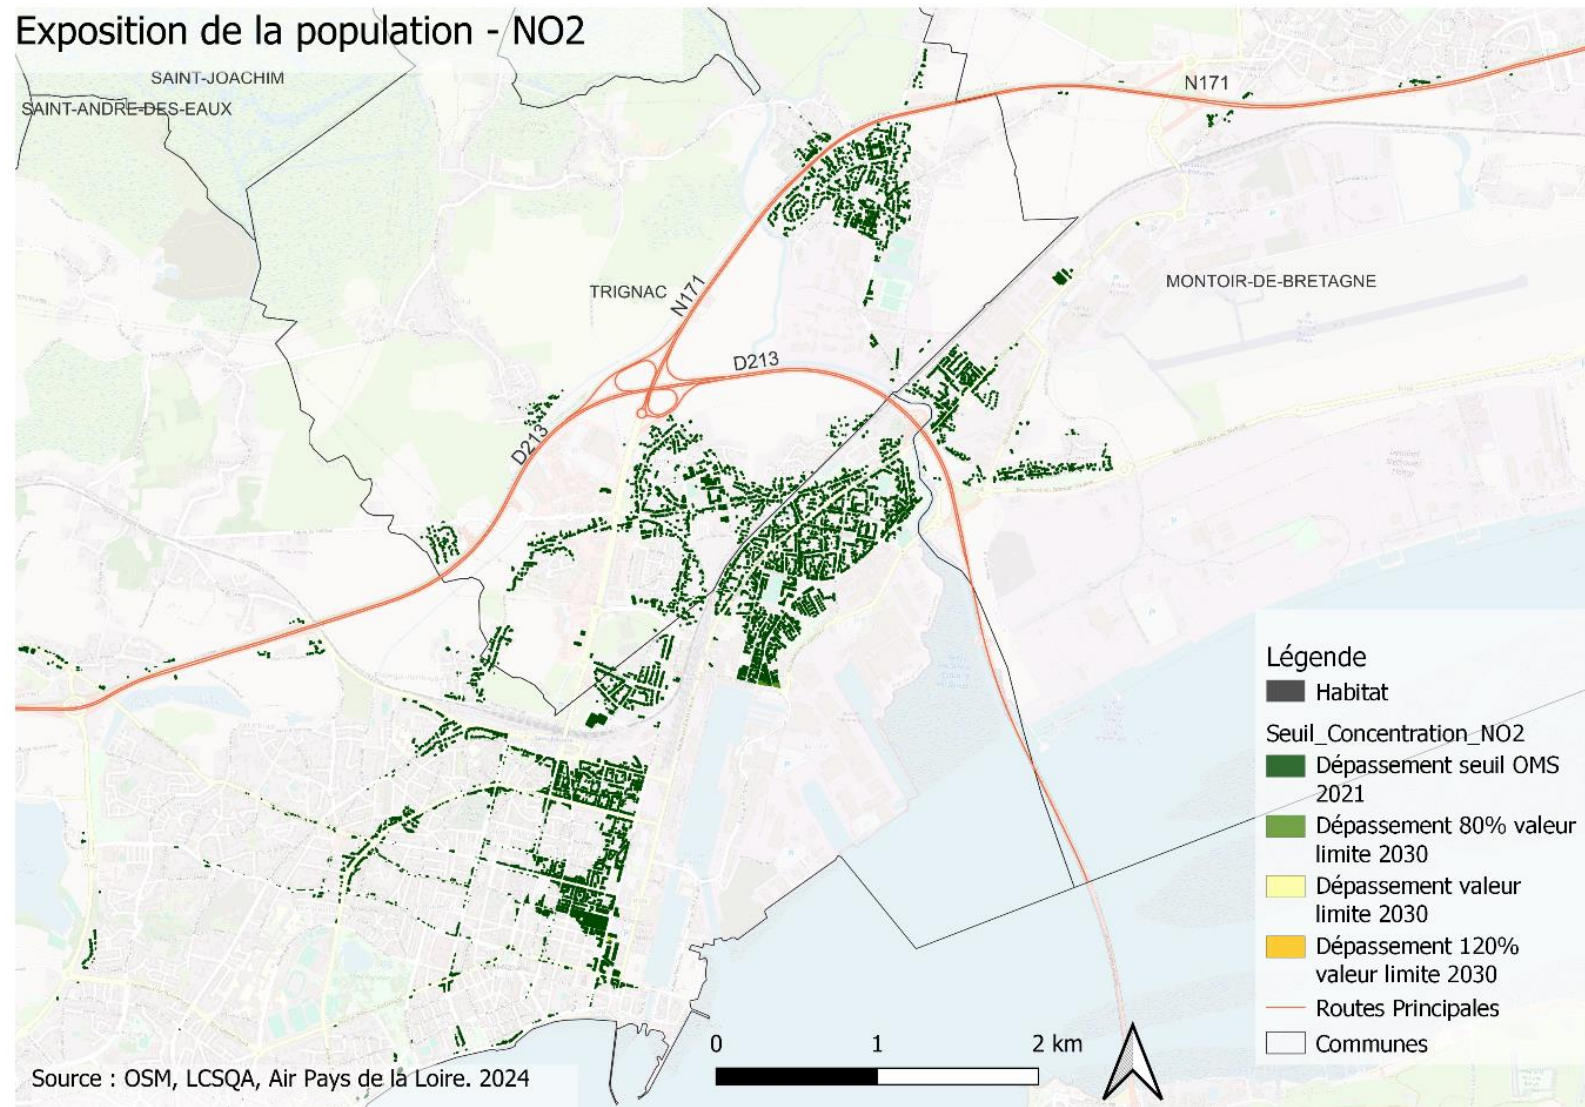 Exposition de la population - NO2
SAINT-JOACHIM
SAINT-ANDRE-DES-EAUX
N171
TRIGNAC
N171
MONTOIR-DE-BRETAGNE
D213
D213
Légende
Habitat
Seuil_Concentration_NO2
Dépassement seuil OMS
2021
Dépassement 80% valeur
limite 2030
Dépassement valeur
limite 2030
Dépassement 120%
valeur limite 2030
Routes Principales
Communes
0 1 2 km
Source : OSM, LCSQA, Air Pays de la Loire. 2024